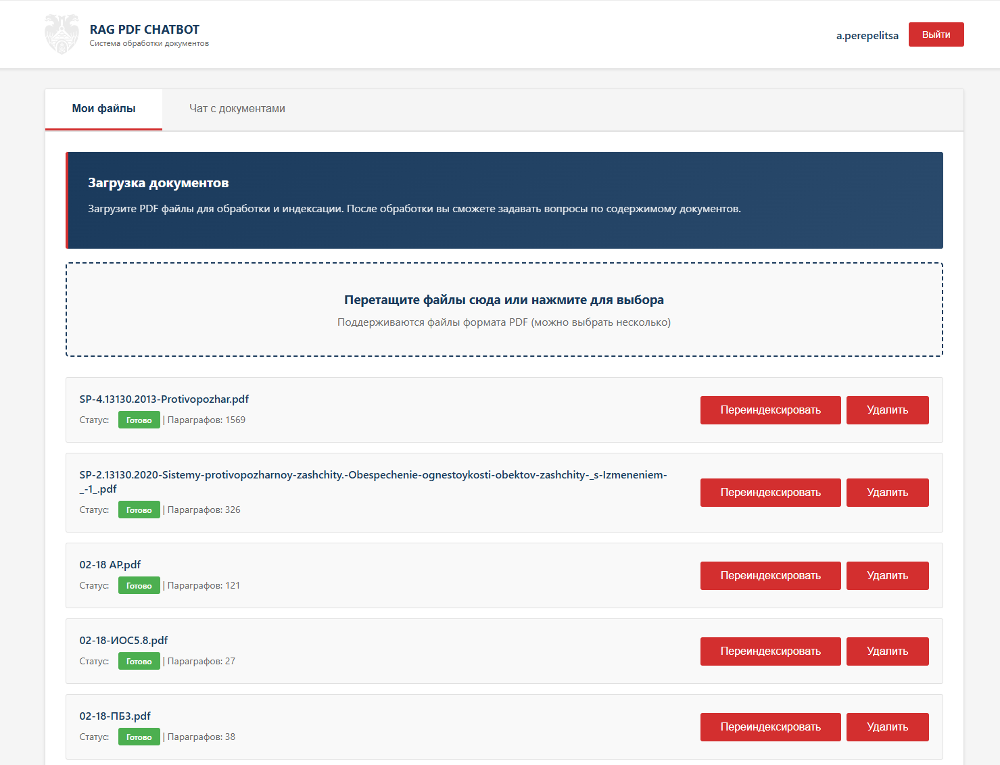 RAG PDF CHATBOT
Система обработки документов
a.perepelitsa
Выйти
Мои файлы
Чат с документами
Загрузка документов
Загрузите PDF файлы для обработки и индексации. После обработки вы сможете задавать вопросы по содержимому документов.
Перетащите файлы сюда или нажмите для выбора
Поддерживаются файлы формата PDF (можно выбрать несколько)
SP-4.13130.2013-Protivopozhar.pdf
Статус: Готово | Параграфов: 1569
Переиндексировать
Удалить
SP-2.13130.2020-Sistemy-protivopozharnoy-zashchity.-Obespechenie-ognestoykosti-obektov-zashchity-_s-Izmeneniem-
_-1_.pdf
Статус: Готово | Параграфов: 326
Переиндексировать
Удалить
02-18 АР.pdf
Статус: Готово | Параграфов: 121
Переиндексировать
Удалить
02-18-ИОС5.8.pdf
Статус: Готово | Параграфов: 27
Переиндексировать
Удалить
02-18-ПБ3.pdf
Статус: Готово | Параграфов: 38
Переиндексировать
Удалить